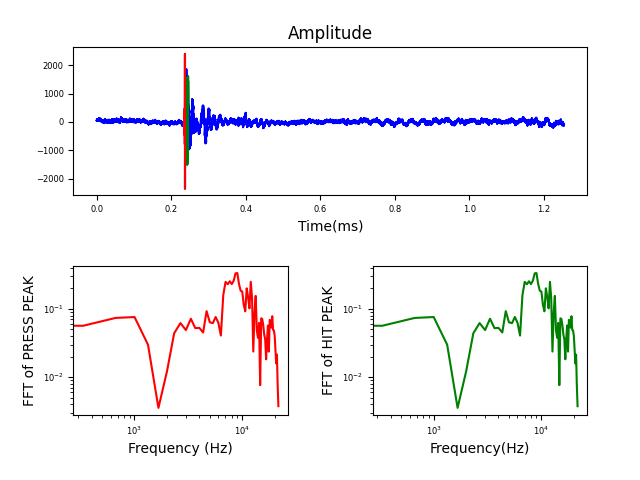 Amplitude
2000
1000
0
−1000
−2000
0.0 0.2 0.4 0.6 0.8 1.0 1.2
Time(ms)
FFT of PRESS PEAK
10⁻¹
10⁻²
10³ 10⁴
Frequency (Hz)
FFT of HIT PEAK
10⁻¹
10⁻²
10³ 10⁴
Frequency(Hz)